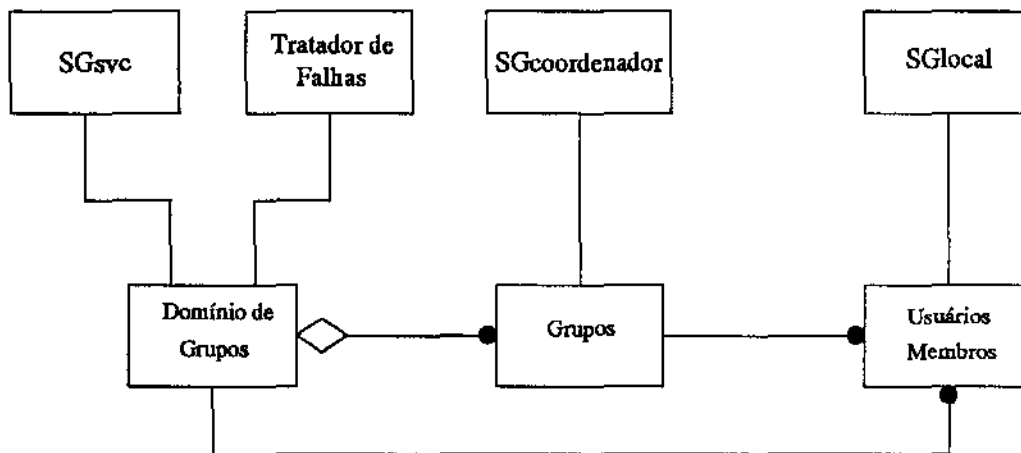 SGsvc
Tratador de
Falhas
SGcoordenador
SGlocal
Domínio de
Grupos
Grupos
Usuários
Membros